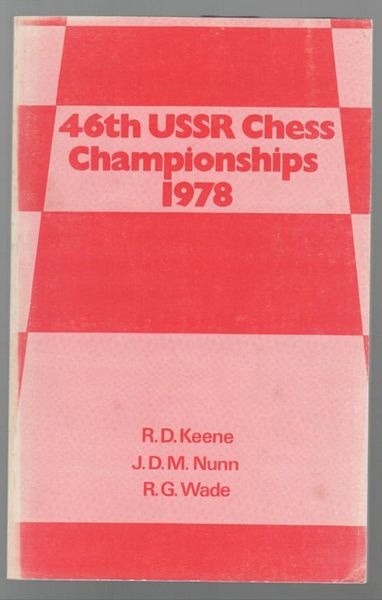 46th USSR Chess
Championships
1978
R.D.Keene
J.D.M.Nunn
R.G.Wade